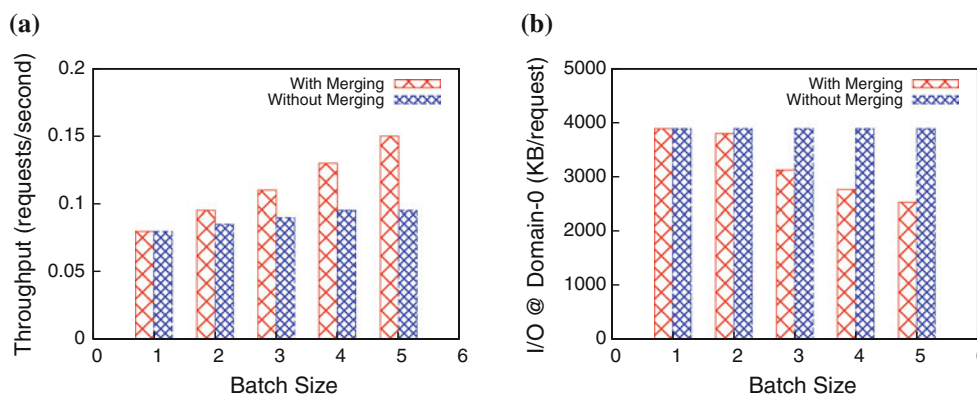 (a)
Throughput (requests/second)
0.2
0.15
0.1
0.05
0
With Merging
Without Merging
0 1 2 3 4 5 6
Batch Size
(b)
I/O @ Domain-0 (KB/request)
5000
4000
3000
2000
1000
0
With Merging
Without Merging
0 1 2 3 4 5 6
Batch Size